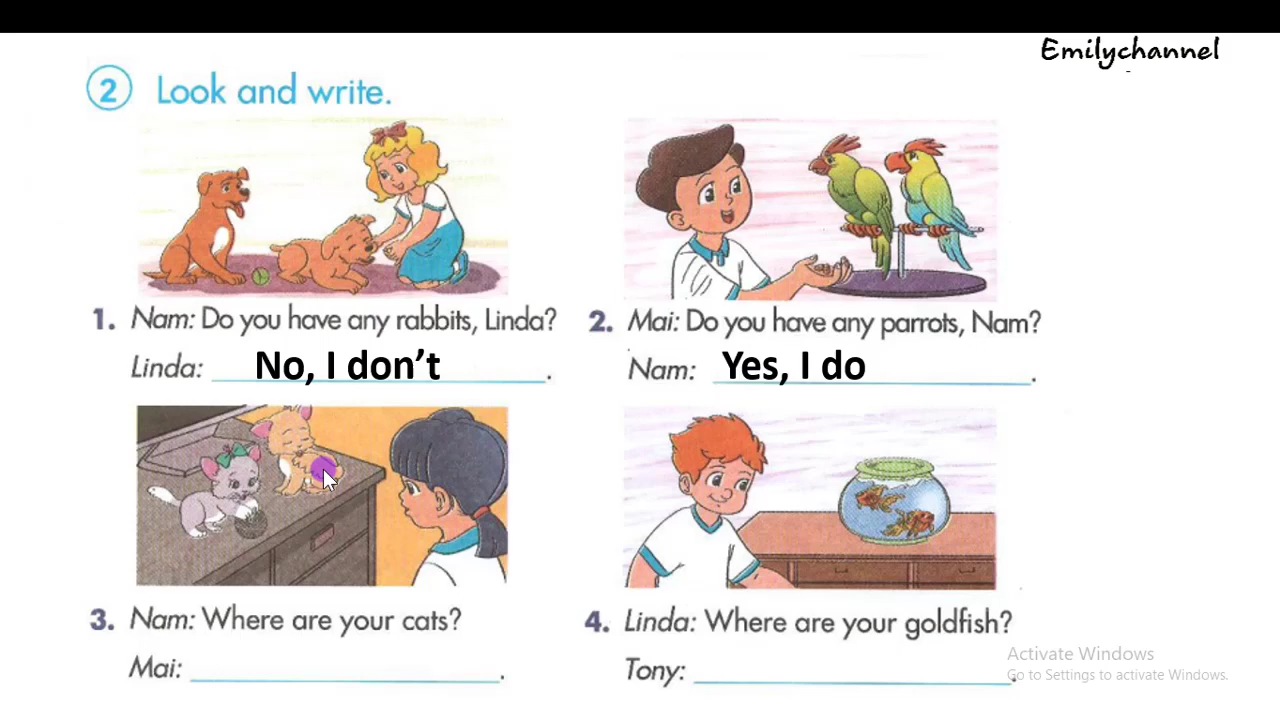 Emilychannel
2 Look and write.
1. Nam: Do you have any rabbits, Linda?
Linda: No, I don't .
2. Mai: Do you have any parrots, Nam?
Nam: Yes, I do .
3. Nam: Where are your cats?
Mai: .
4. Linda: Where are your goldfish?
Tony: .
Activate Windows
Go to Settings to activate Windows.